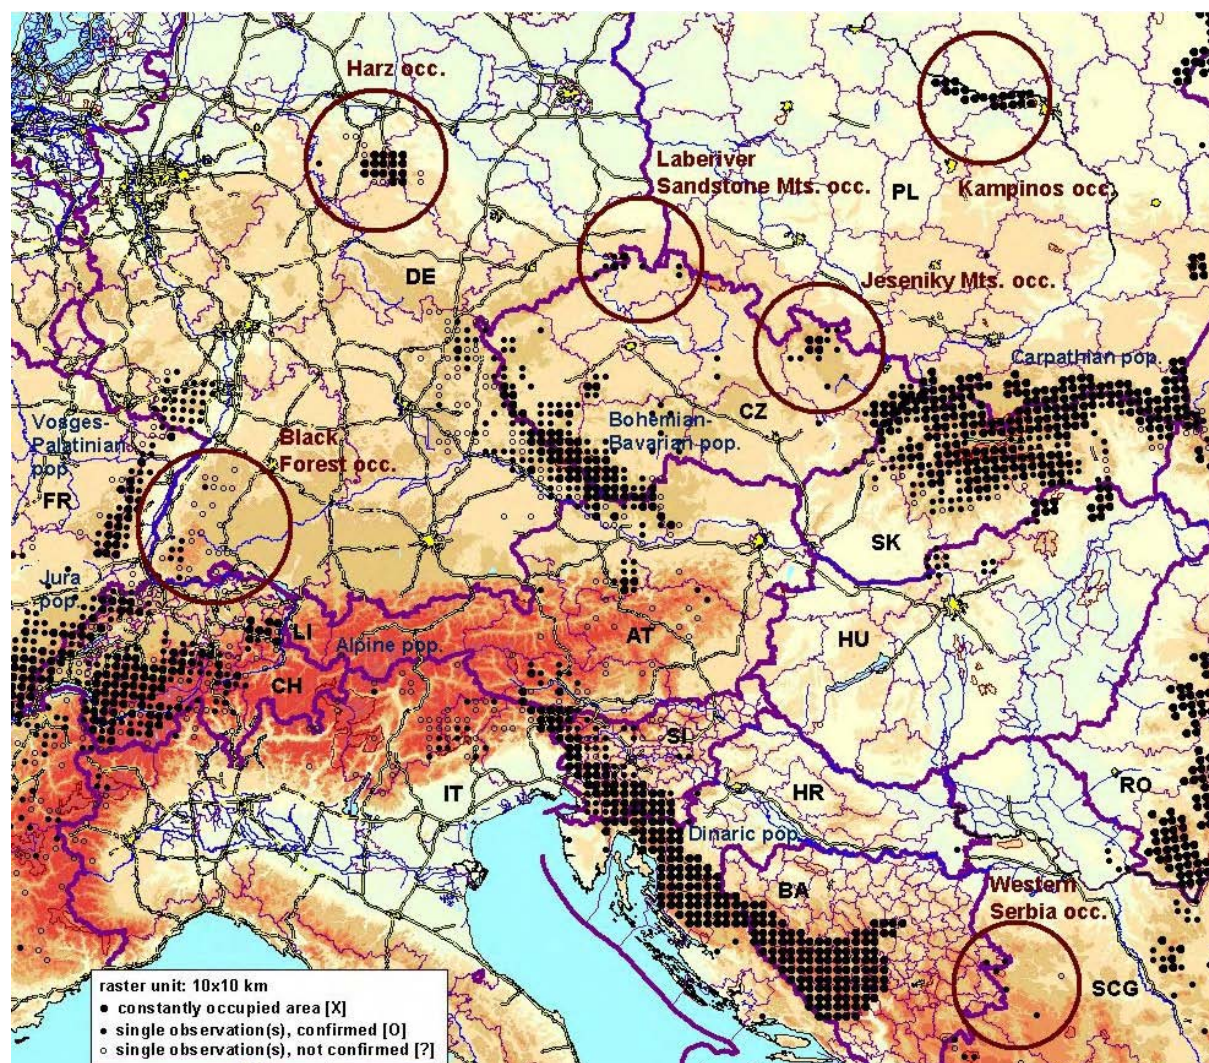 Harz occ.
Laberiver
Sandstone Mts. occ.
PL
Kampinos occ.
DE
Jeseniky Mts. occ.
Carpathian pop.
Vosges-
Palatinian
pop.
Black
Forest occ.
Bohemian-
Bavarian pop.
CZ
FR
SK
Jura
pop.
LI
Alpine pop.
AT
HU
CH
SI
IT
HR
RO
Dinaric pop.
BA
Western
Serbia occ.
SCG
raster unit: 10x10 km
constantly occupied area [X]
single observation(s), confirmed [O]
single observation(s), not confirmed [?]